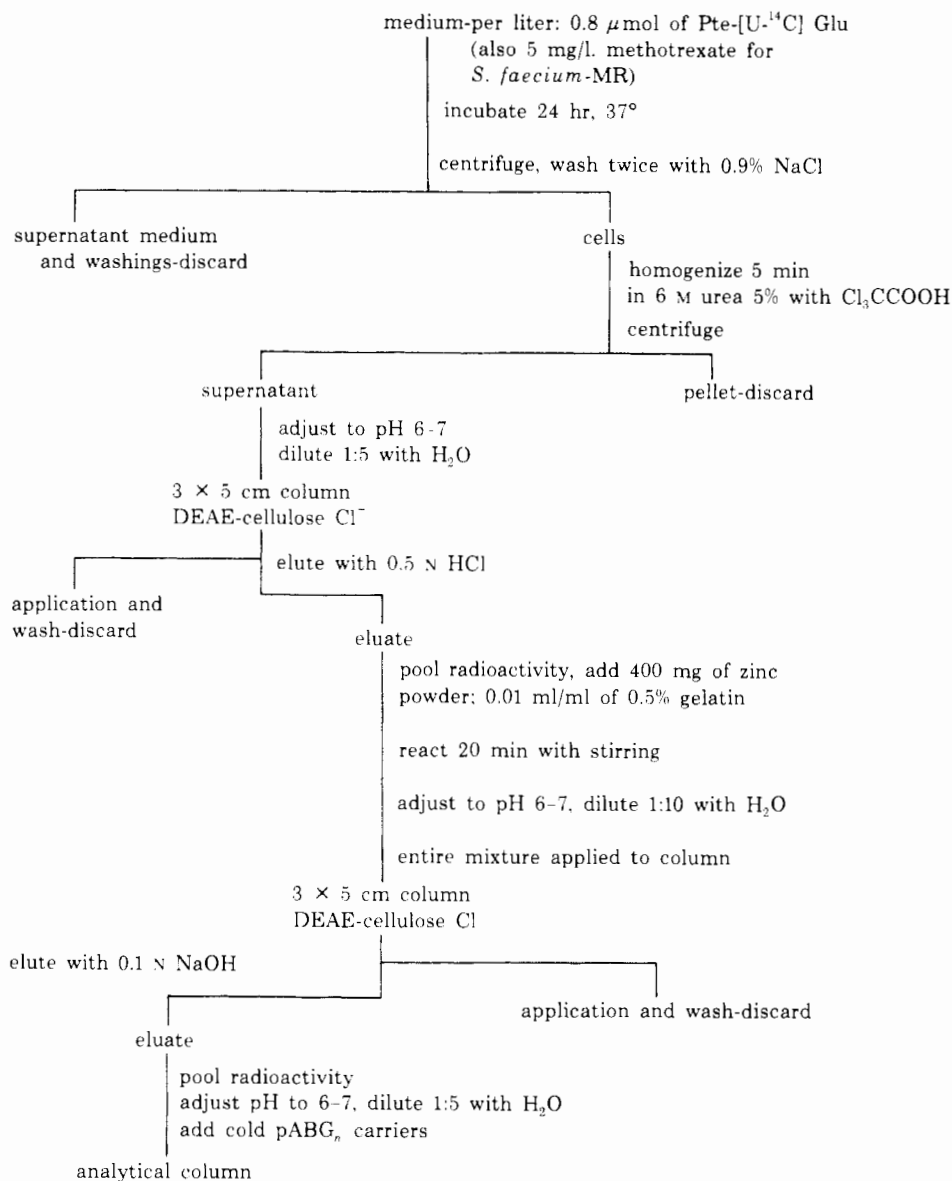 medium-per liter: 0.8 μmol of Pte-[U-¹⁴C] Glu
(also 5 mg/l. methotrexate for
S. faecium-MR)
incubate 24 hr, 37°
centrifuge, wash twice with 0.9% NaCl
supernatant medium
and washings-discard
cells
homogenize 5 min
in 6 M urea 5% with Cl₃CCOOH
centrifuge
supernatant
pellet-discard
adjust to pH 6-7
dilute 1:5 with H₂O
3 × 5 cm column
DEAE-cellulose Cl⁻
elute with 0.5 N HCl
application and
wash-discard
eluate
pool radioactivity, add 400 mg of zinc
powder; 0.01 ml/ml of 0.5% gelatin
react 20 min with stirring
adjust to pH 6-7, dilute 1:10 with H₂O
entire mixture applied to column
3 × 5 cm column
DEAE-cellulose Cl
elute with 0.1 N NaOH
application and wash-discard
eluate
pool radioactivity
adjust pH to 6-7, dilute 1:5 with H₂O
add cold pABGₙ carriers
analytical column